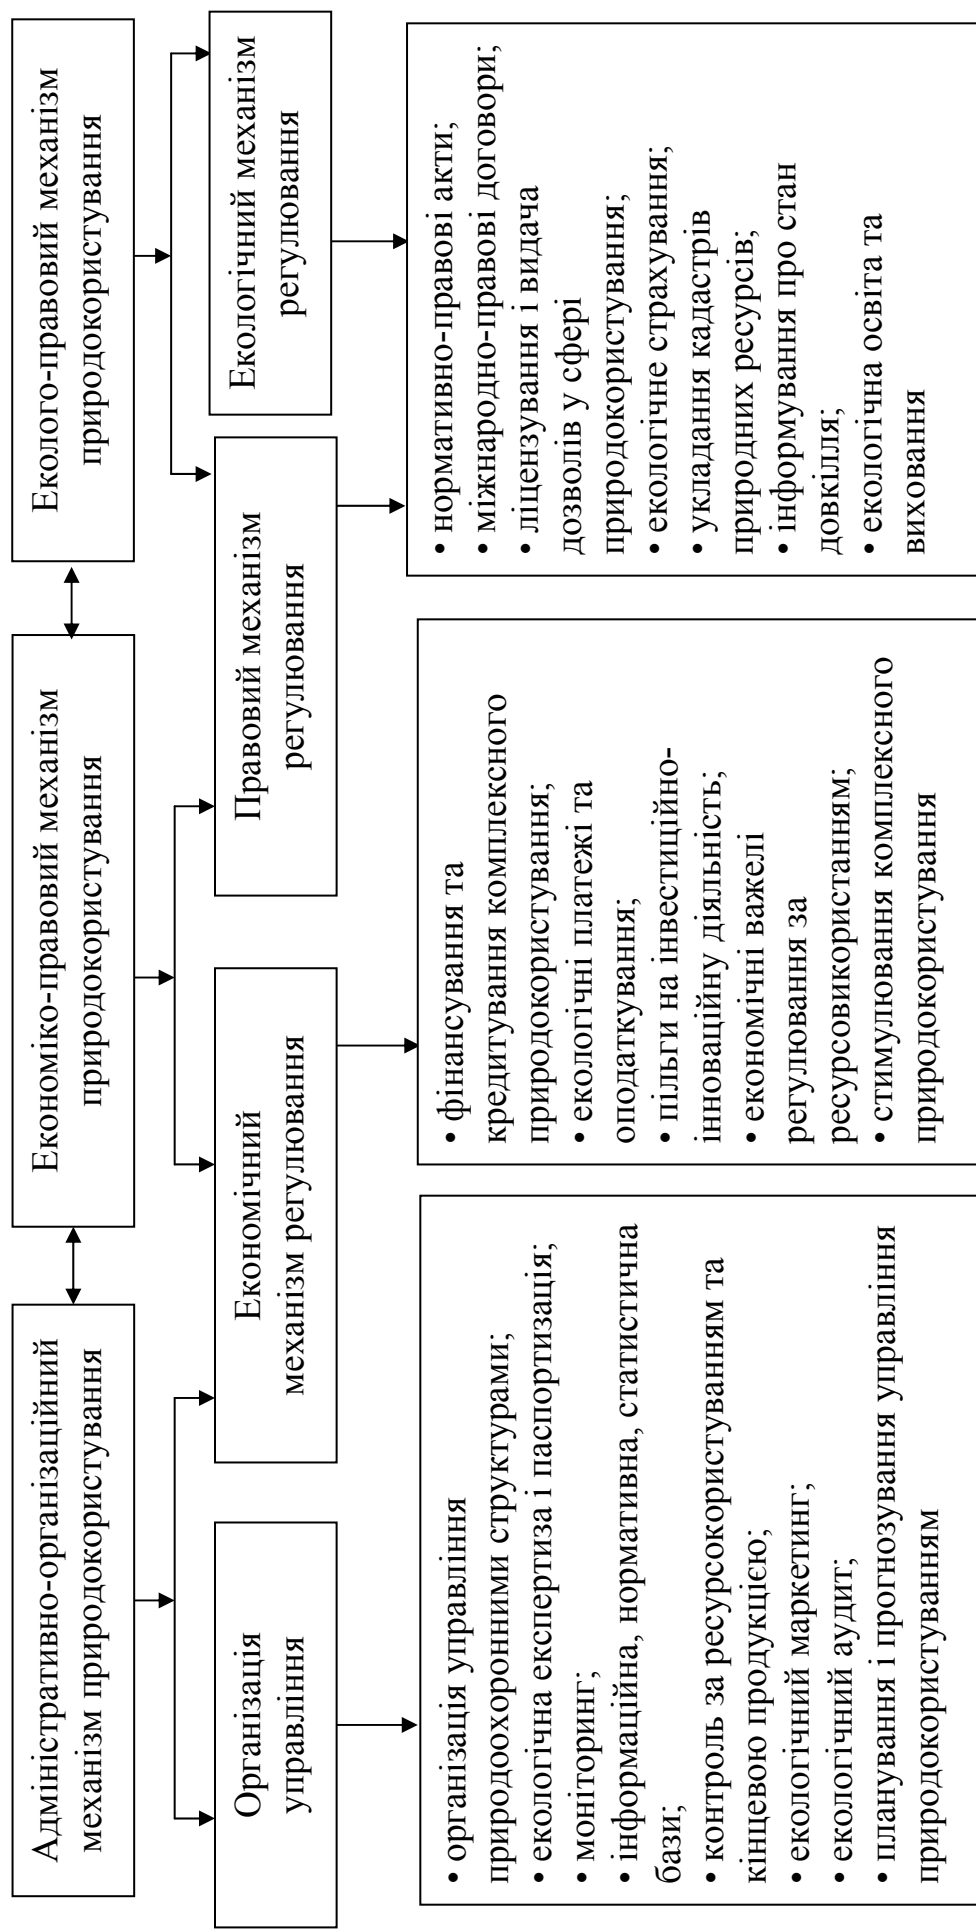 Адміністративно-організаційний
механізм природокористування
Економіко-правовий механізм
природокористування
Еколого-правовий механізм
природокористування
Організація
управління
Економічний
механізм регулювання
Правовий механізм
регулювання
Екологічний механізм
регулювання
• організація управління
природоохоронними структурами;
• екологічна експертиза і паспортизація;
• моніторинг;
• інформаційна, нормативна, статистична
бази;
• контроль за ресурсокористуванням та
кінцевою продукцією;
• екологічний маркетинг;
• екологічний аудит;
• планування і прогнозування управління
природокористуванням
• фінансування та
кредитування комплексного
природокористування;
• екологічні платежі та
оподаткування;
• пільги на інвестиційно-
інноваційну діяльність;
• економічні важелі
регулювання за
ресурсовикористанням;
• стимулювання комплексного
природокористування
• нормативно-правові акти;
• міжнародно-правові договори;
• ліцензування і видача
дозволів у сфері
природокористування;
• екологічне страхування;
• укладання кадастрів
природних ресурсів;
• інформування про стан
довкілля;
• екологічна освіта та
виховання